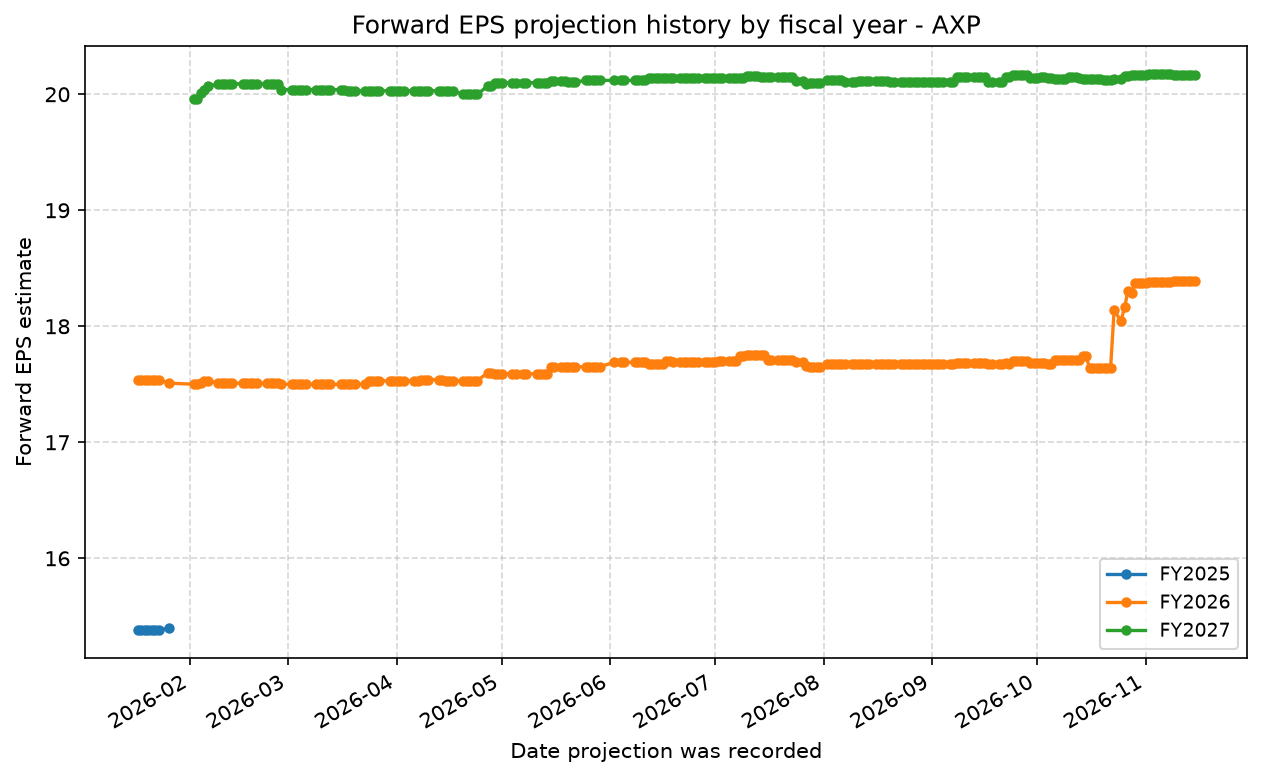 Forward EPS projection history by fiscal year - AXP
Forward EPS estimate
20
19
18
17
16
2026-02
2026-03
2026-04
2026-05
2026-06
2026-07
2026-08
2026-09
2026-10
2026-11
Date projection was recorded
FY2025
FY2026
FY2027